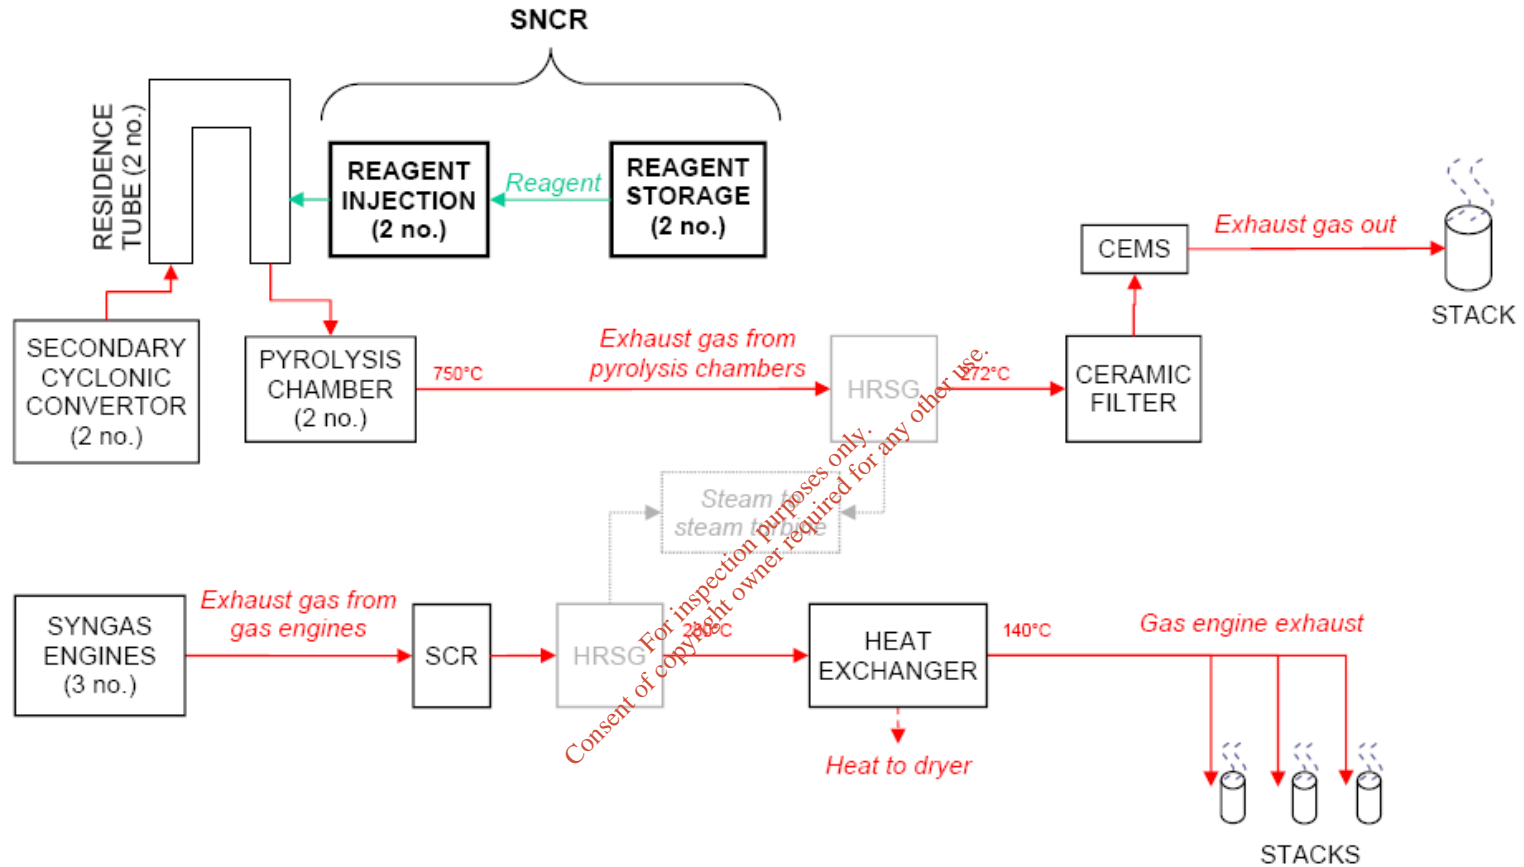 SNCR
RESIDENCE
TUBE (2 no.)
REAGENT
INJECTION
(2 no.)
Reagent
REAGENT
STORAGE
(2 no.)
CEMS
Exhaust gas out
STACK
SECONDARY
CYCLONIC
CONVERTOR
(2 no.)
PYROLYSIS
CHAMBER
(2 no.)
750°C
Exhaust gas from
pyrolysis chambers
HRSG
272°C
CERAMIC
FILTER
Steam to
steam turbine
For inspection purposes only.
Consent of copyright owner required for any other use.
SYNGAS
ENGINES
(3 no.)
Exhaust gas from
gas engines
SCR
HRSG
HEAT
EXCHANGER
140°C
Gas engine exhaust
Heat to dryer
STACKS